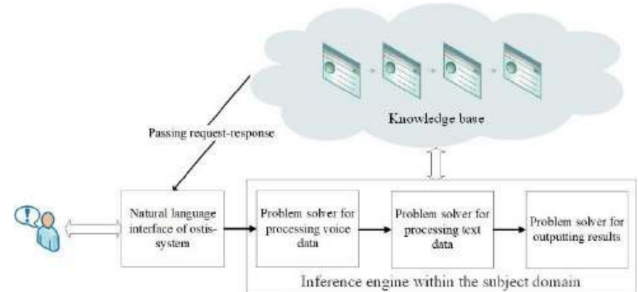 Knowledge base
Passing request-response
Natural language
interface of ostis-
system
Problem solver for
processing voice
data
Problem solver for
processing text
data
Problem solver for
outputting results
Inference engine within the subject domain